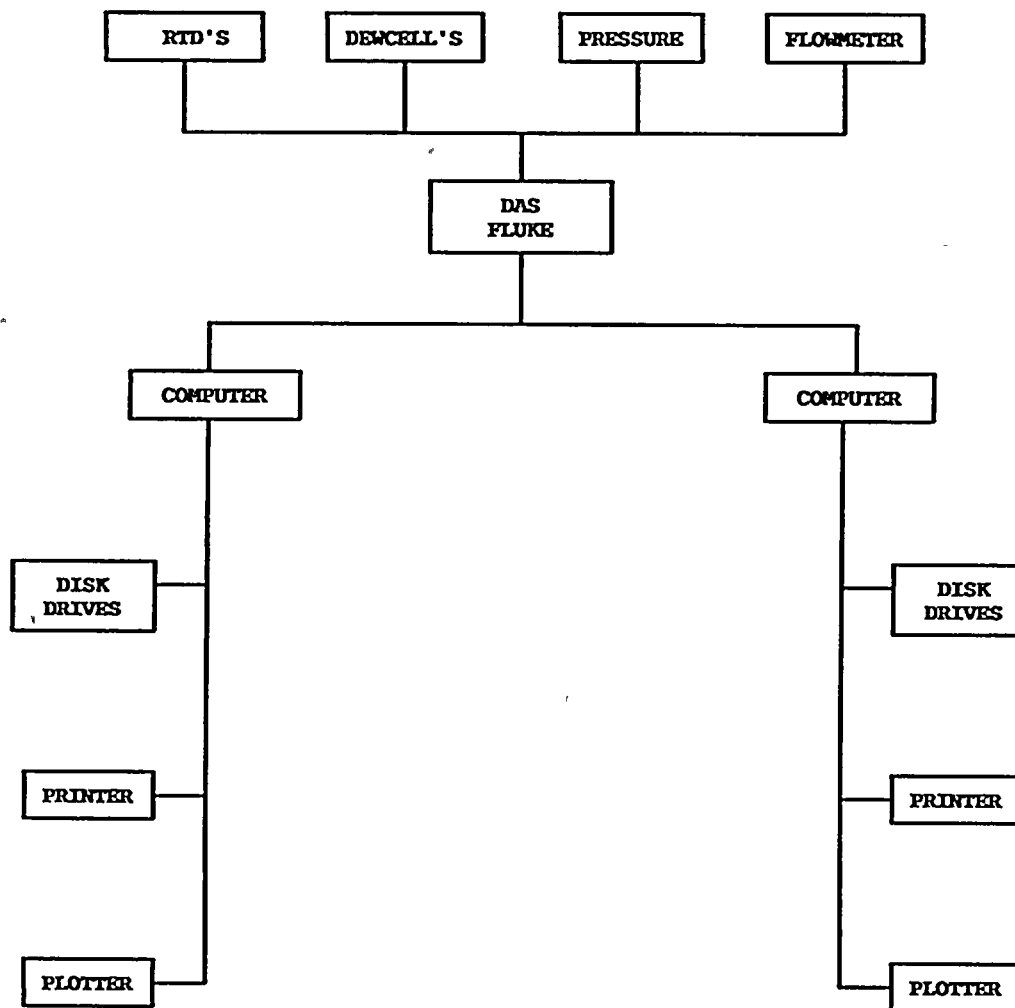 RTD'S
DEWCELL'S
PRESSURE
FLOWMETER
DAS
FLUKE
COMPUTER
COMPUTER
DISK
DRIVES
DISK
DRIVES
PRINTER
PRINTER
PLOTTER
PLOTTER